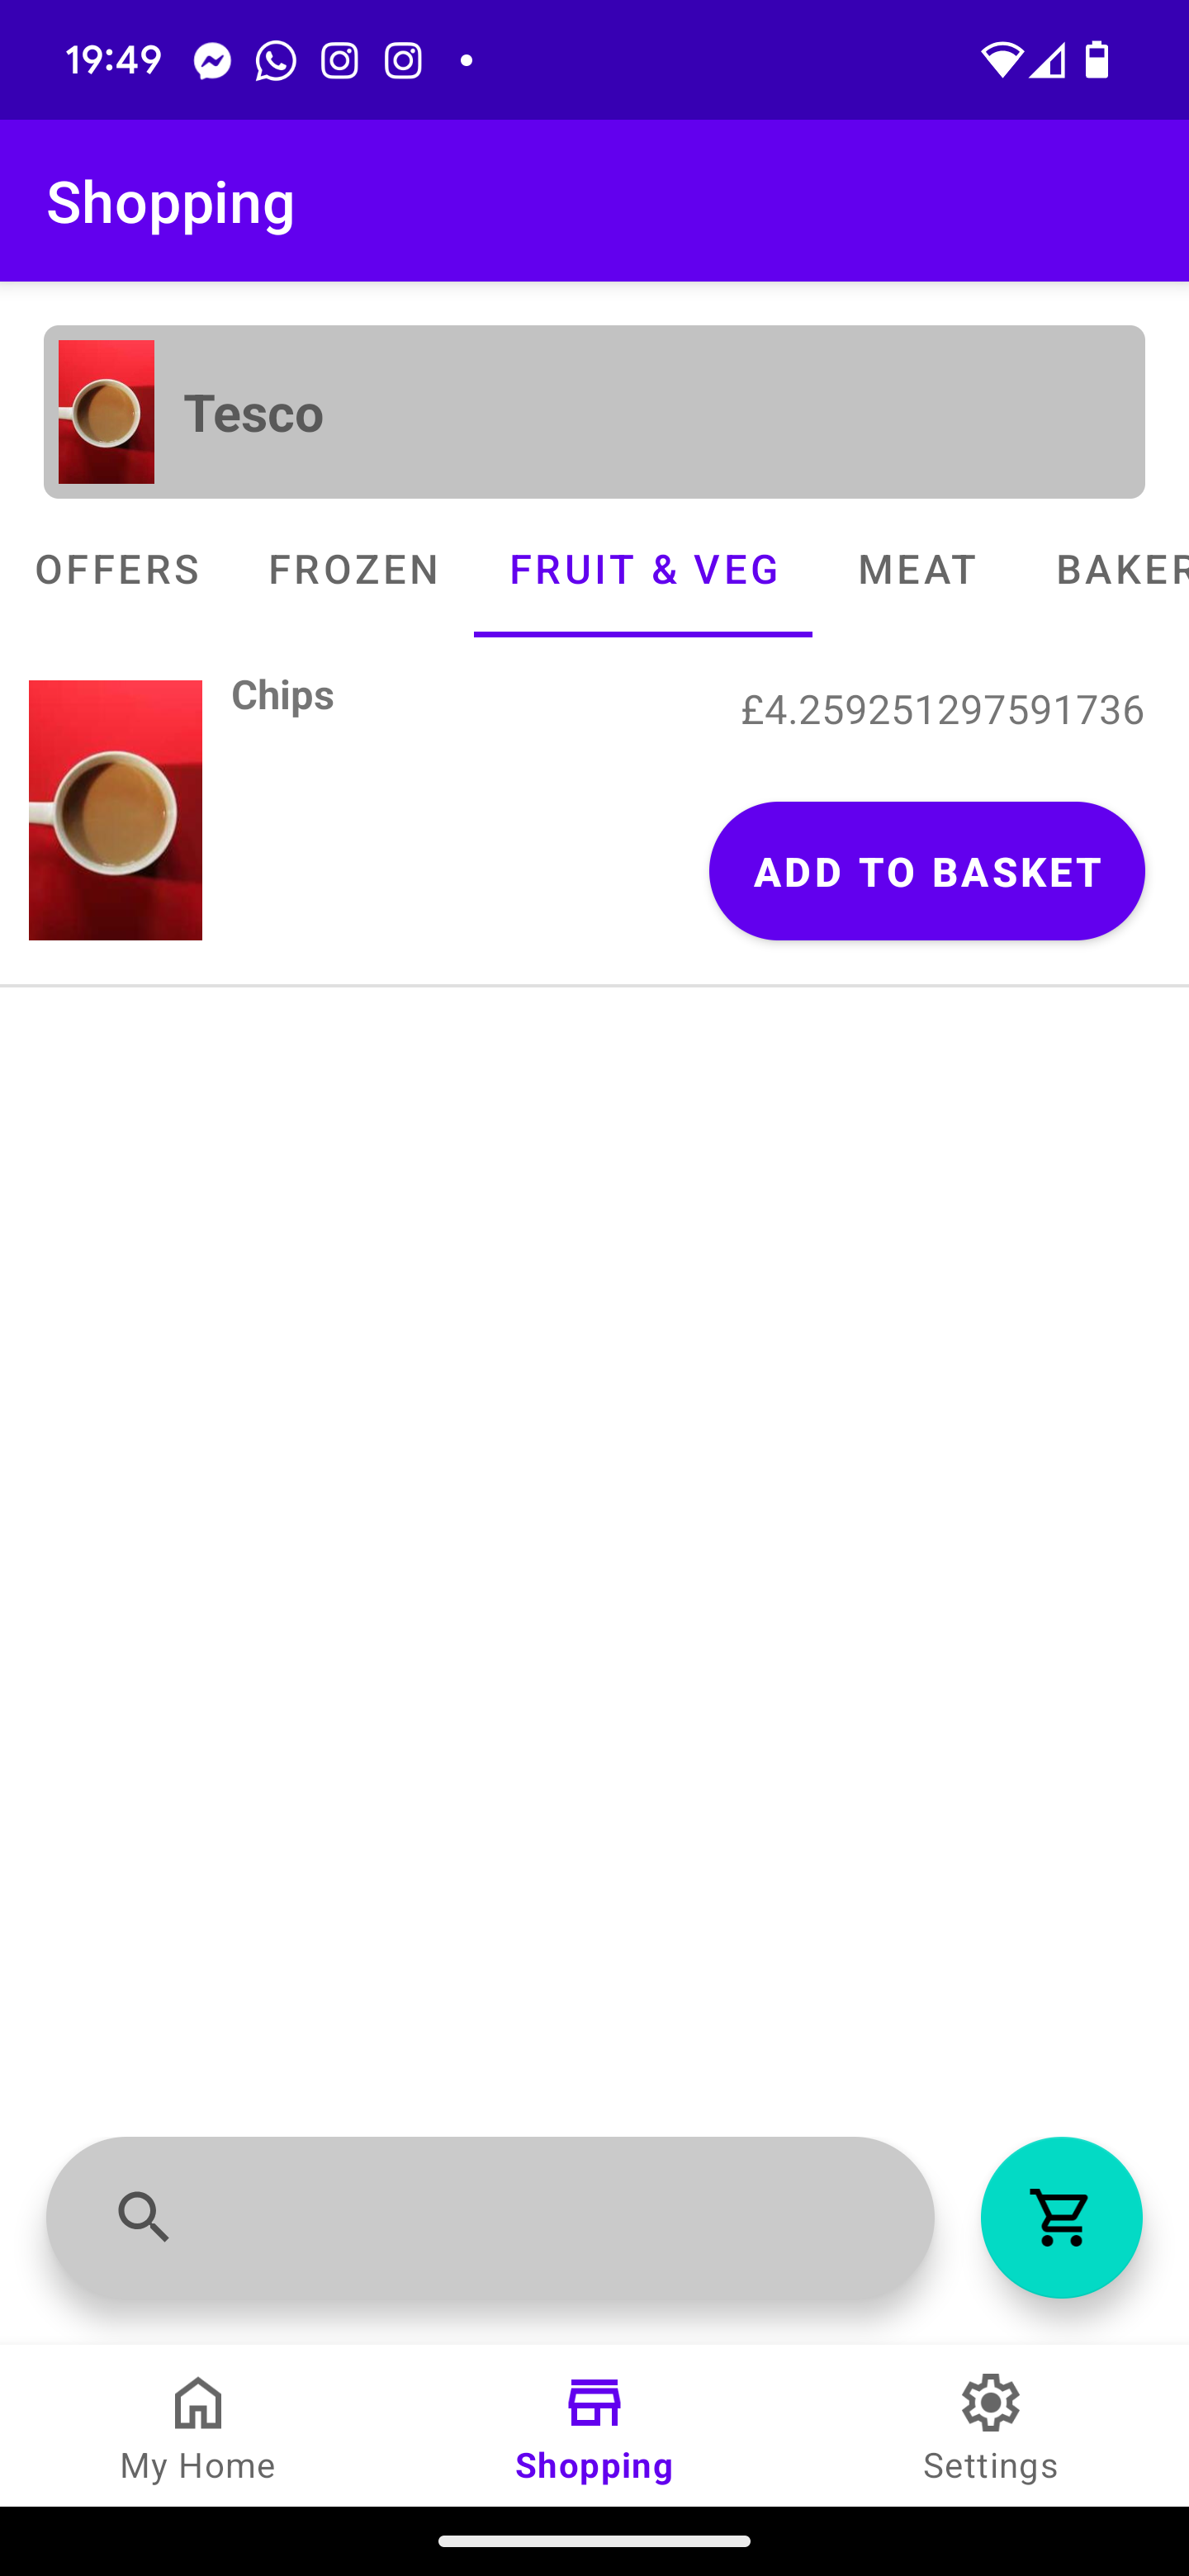 19:49
Shopping
Tesco
OFFERS FROZEN FRUIT & VEG MEAT BAKER
Chips
£4.259251297591736
ADD TO BASKET
My Home Shopping Settings